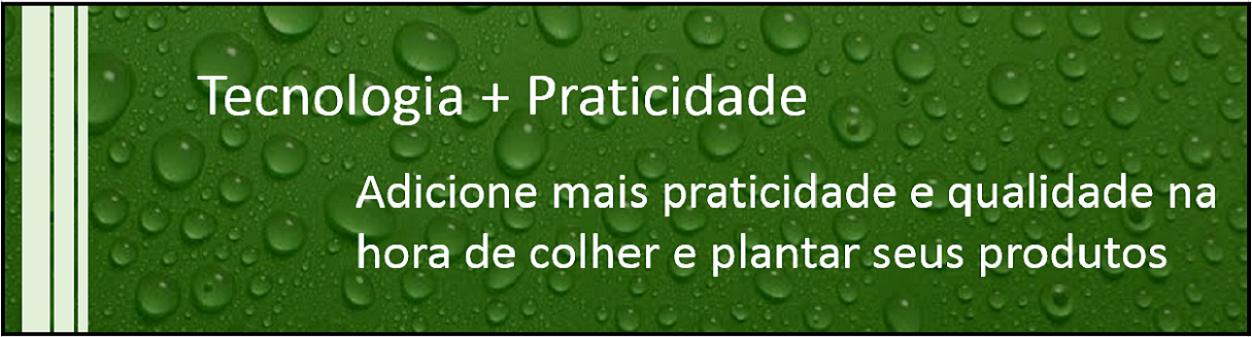 Tecnologia + Praticidade
Adicione mais praticidade e qualidade na
hora de colher e plantar seus produtos